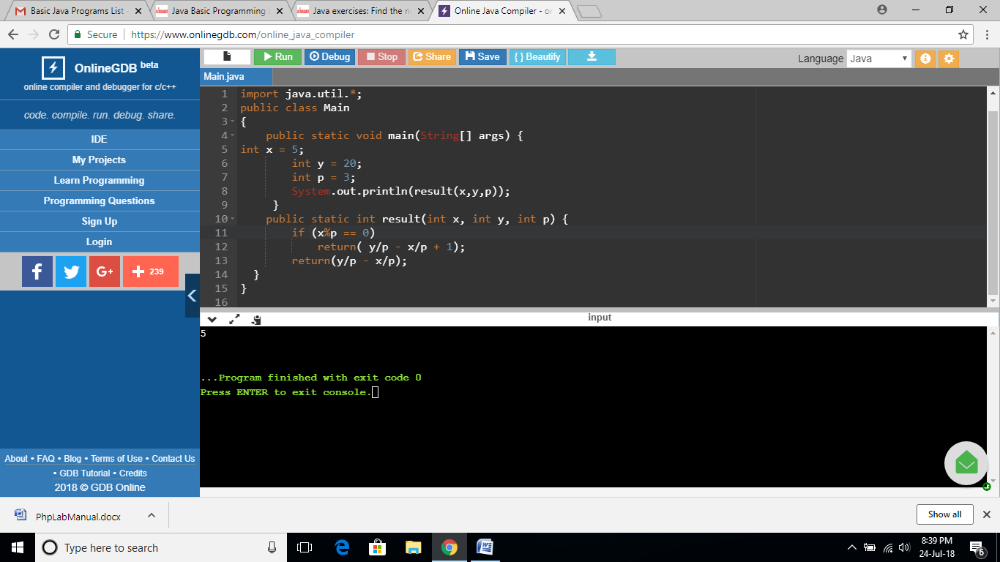 Basic Java Programs List
Java Basic Programming
Java exercises: Find the n
Online Java Compiler - or
Secure
https://www.onlinegdb.com/online_java_compiler
OnlineGDB beta
online compiler and debugger for c/c++
code. compile. run. debug. share.
IDE
My Projects
Learn Programming
Programming Questions
Sign Up
Login
f
G+
+ 239
About • FAQ • Blog • Terms of Use • Contact Us
• GDB Tutorial • Credits
2018 © GDB Online
Run
Debug
Stop
Share
Save
{ } Beautify
Language Java
Main.java
1 import java.util.*;
2 public class Main
3 {
4 public static void main(String[] args) {
5 int x = 5;
6 int y = 20;
7 int p = 3;
8 System.out.println(result(x,y,p));
9 }
10 public static int result(int x, int y, int p) {
11 if (x%p == 0)
12 return( y/p - x/p + 1);
13 return(y/p - x/p);
14 }
15 }
16
input
5
...Program finished with exit code 0
Press ENTER to exit console.
PhpLabManual.docx
Show all
Type here to search
8:39 PM
24-Jul-18
6